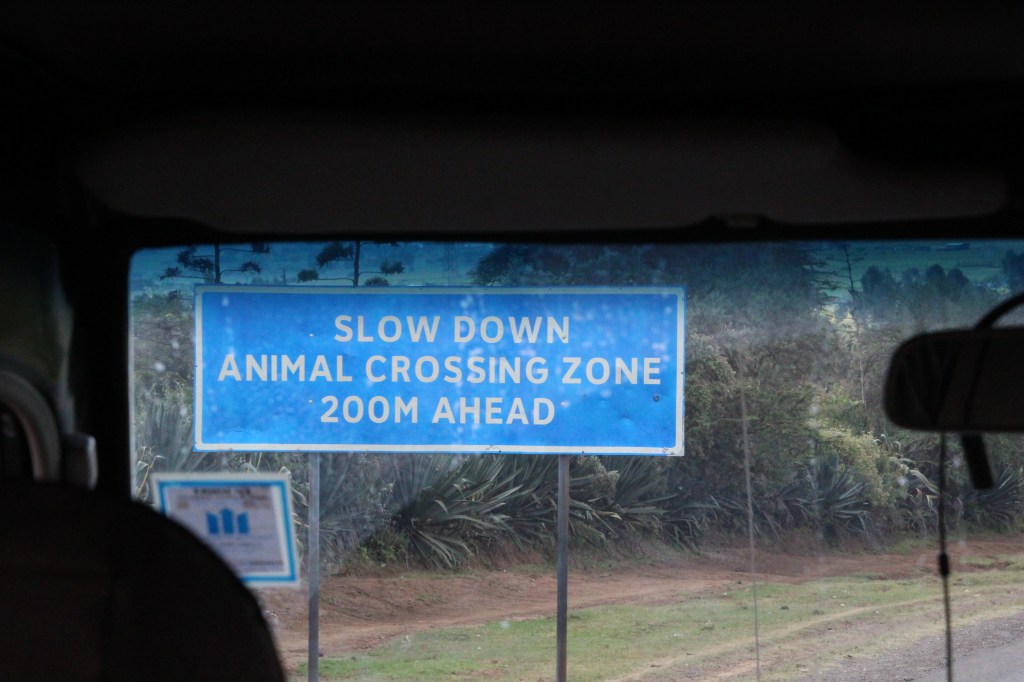 SLOW DOWN
ANIMAL CROSSING ZONE
200M AHEAD